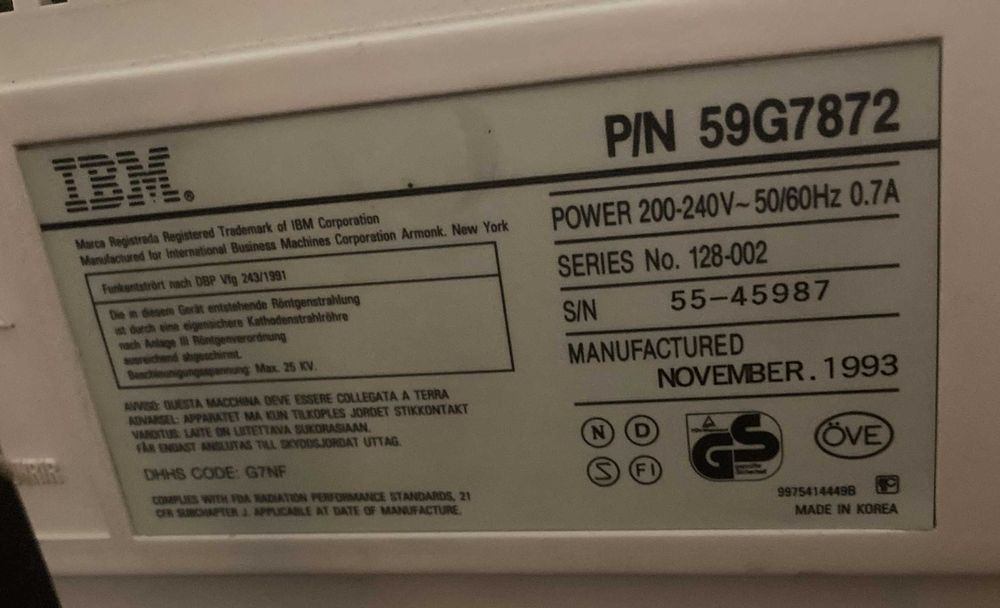 IBM®
P/N 59G7872
Marca Registrada Registered Trademark of IBM Corporation
Manufactured for International Business Machines Corporation Armonk. New York
Funkentstrört nach DBP Vfg 243/1991
Die in diesem Gerät entstehende Röntgenstrahlung
ist durch eine eigensichere Kathodenstrahlröhre
nach Anlage III Röntgenverordnung
ausreichend abgeschirmt.
Beschleunigungsspannung: Max. 25 KV.
AVVISO: QUESTA MACCHINA DEVE ESSERE COLLEGATA A TERRA
ADVARSEL: APPARATET MA KUN TILKOPLES JORDET STIKKONTAKT
VAROITUS: LAITE ON LIITETTAVA SUKORASIAAN.
FÅR ENDAST ANSLUTAS TILL SKYDDSJORDAT UTTAG.
DHHS CODE: G7NF
COMPLIES WITH FDA RADIATION PERFORMANCE STANDARDS, 21
CFR SUBCHAPTER J. APPLICABLE AT DATE OF MANUFACTURE.
POWER 200-240V~ 50/60Hz 0.7A
SERIES No. 128-002
S/N 55-45987
MANUFACTURED
NOVEMBER. 1993
N D
S FI
GS
geprüfte
Sicherheit
ÖVE
9975414449B
MADE IN KOREA